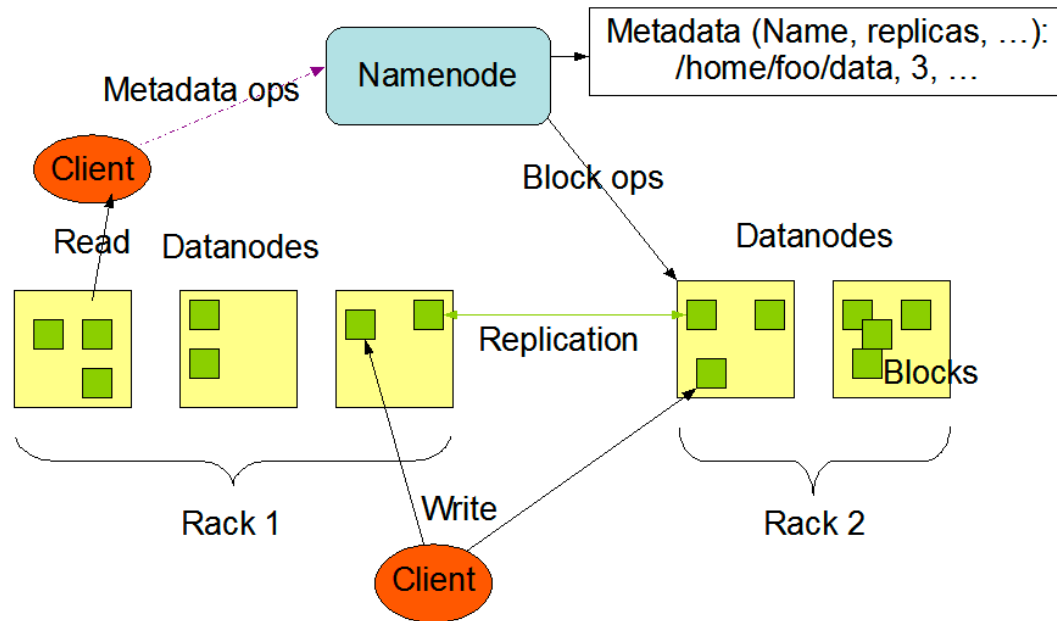 Metadata (Name, replicas, …):
/home/foo/data, 3, …
Namenode
Metadata ops
Client
Block ops
Read
Datanodes
Datanodes
Replication
Blocks
Rack 1
Write
Rack 2
Client